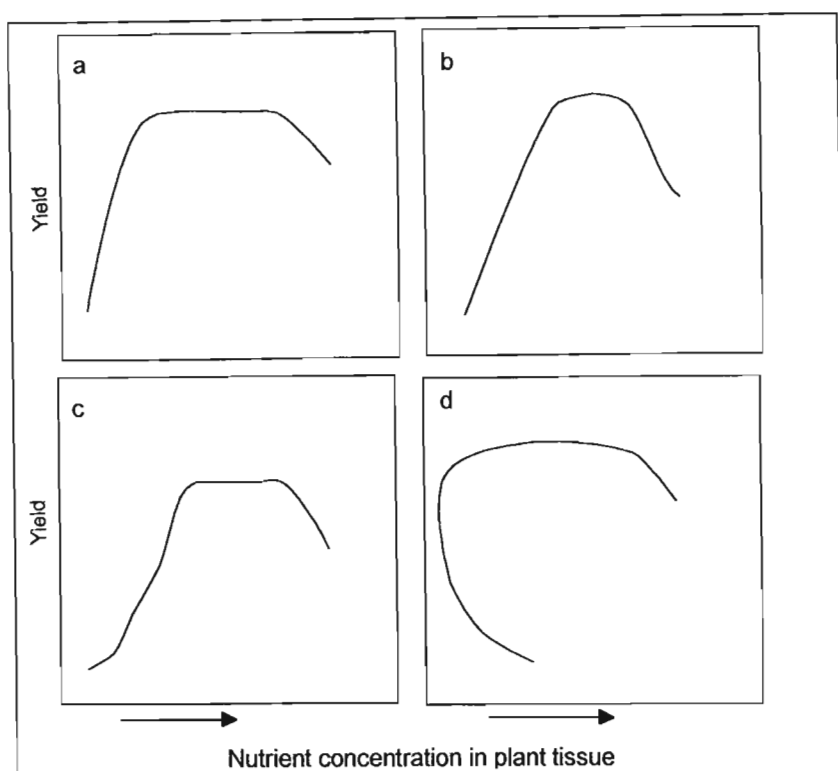 a
b
Yield
c
d
Yield
Nutrient concentration in plant tissue